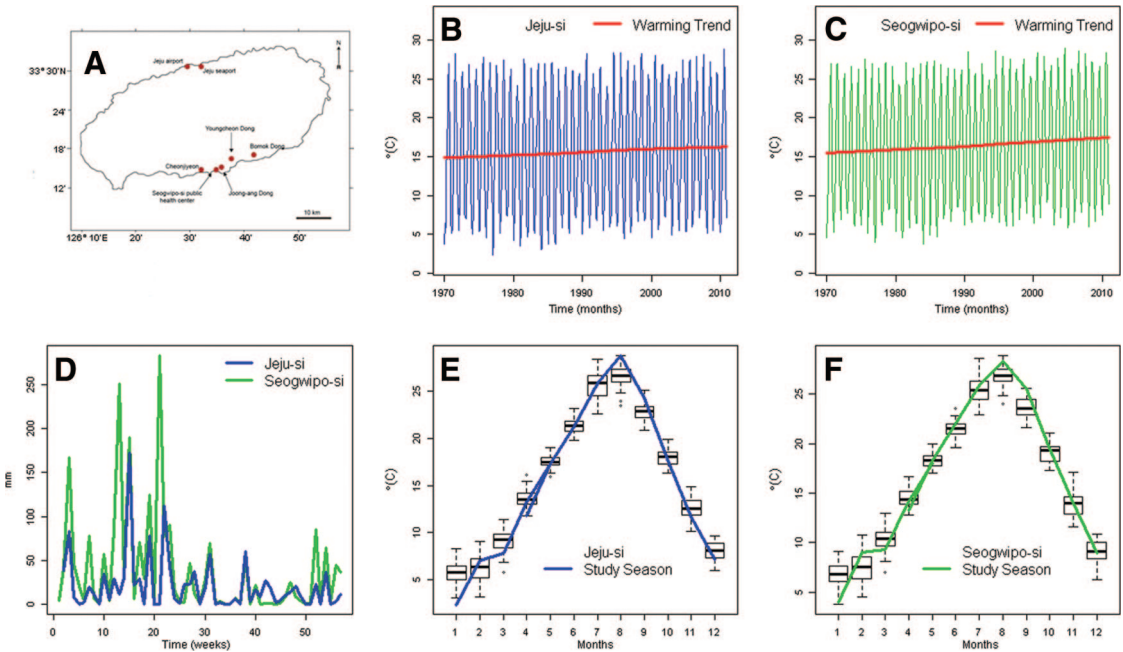 A
N
Jeju airport
Jeju seaport
33° 30'N
24'
18'
12'
Youngcheon Dong
Bomok Dong
Cheonjiyeon
Seogwipo-si public
health center
Joong-ang Dong
10 km
126° 10'E
20'
30'
40'
50'
B
Jeju-si
Warming Trend
°(C)
30
25
20
15
10
5
0
1970
1980
1990
2000
2010
Time (months)
C
Seogwipo-si
Warming Trend
°(C)
30
25
20
15
10
5
0
1970
1980
1990
2000
2010
Time (months)
D
Jeju-si
Seogwipo-si
mm
250
200
150
100
50
0
0
10
20
30
40
50
Time (weeks)
E
°(C)
25
20
15
10
5
Jeju-si
Study Season
1 2 3 4 5 6 7 8 9 10 11 12
Months
F
°(C)
25
20
15
10
5
Seogwipo-si
Study Season
1 2 3 4 5 6 7 8 9 10 11 12
Months